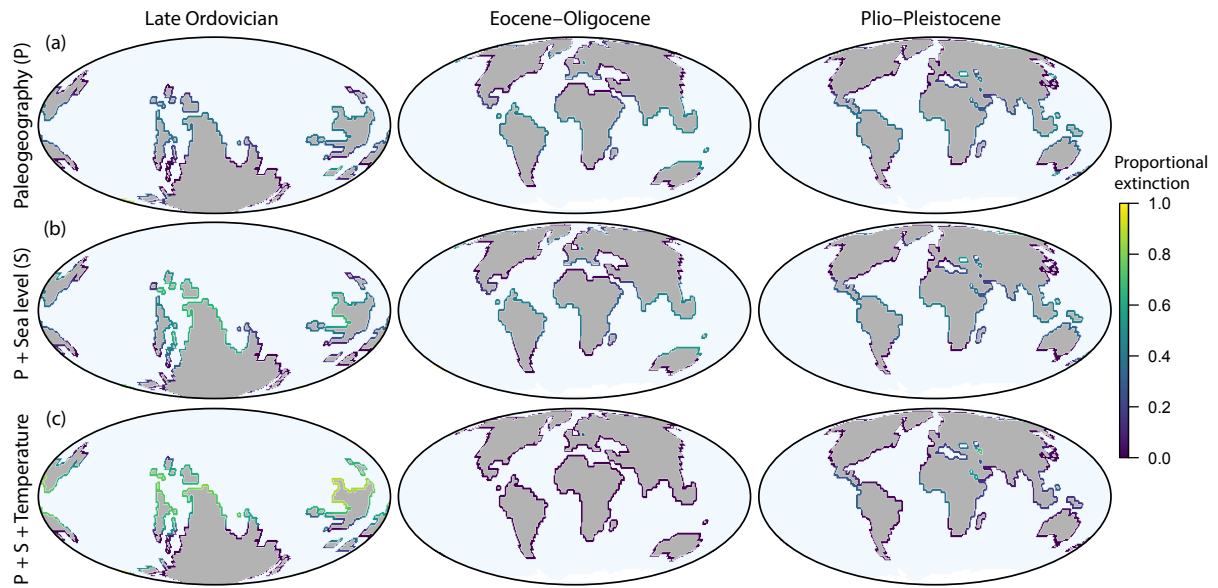 Late Ordovician
Eocene–Oligocene
Plio–Pleistocene
(a)
Paleogeography (P)
(b)
P + Sea level (S)
(c)
P + S + Temperature
Proportional
extinction
1.0
0.8
0.6
0.4
0.2
0.0